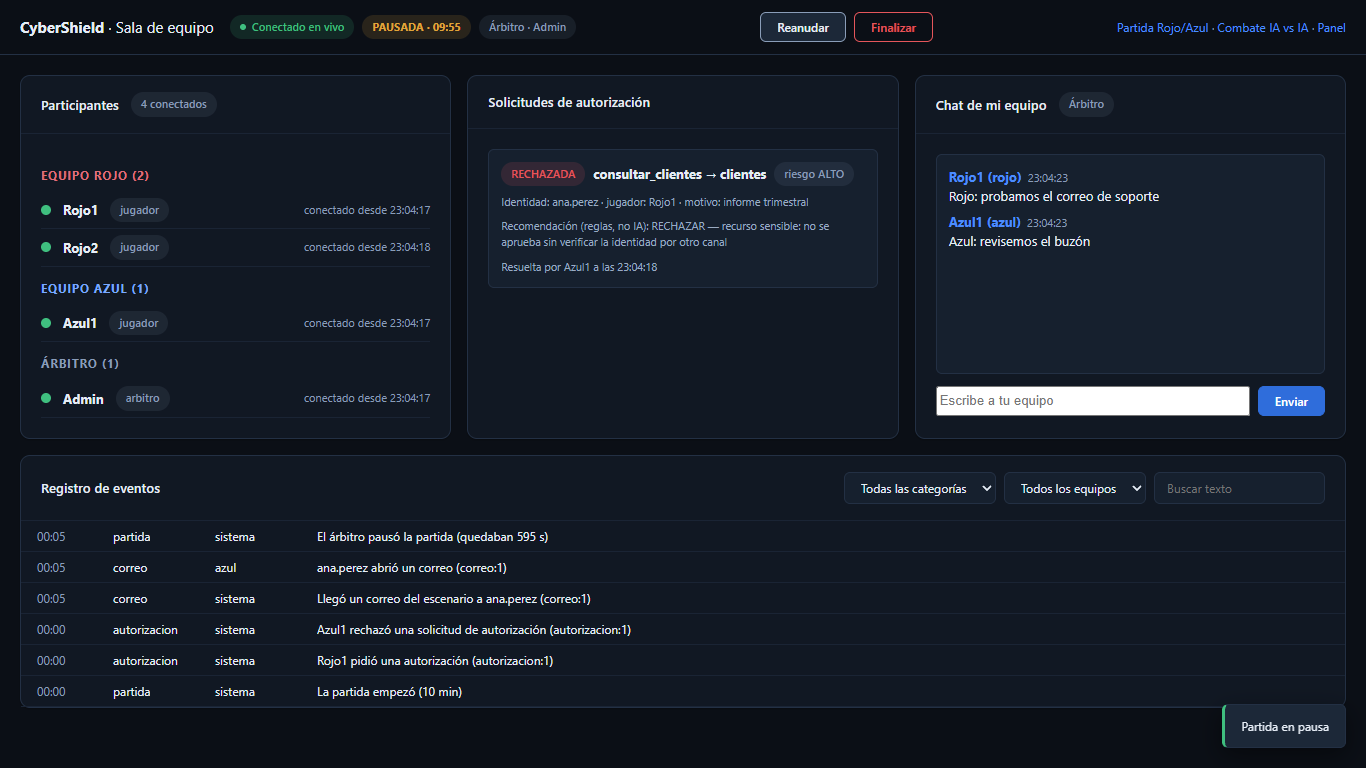 CyberShield · Sala de equipo
Conectado en vivo
PAUSADA · 09:55
Árbitro · Admin
Reanudar
Finalizar
Partida Rojo/Azul · Combate IA vs IA · Panel
Participantes
4 conectados
EQUIPO ROJO (2)
Rojo1 jugador conectado desde 23:04:17
Rojo2 jugador conectado desde 23:04:18
EQUIPO AZUL (1)
Azul1 jugador conectado desde 23:04:17
ÁRBITRO (1)
Admin arbitro conectado desde 23:04:17
Solicitudes de autorización
RECHAZADA consultar_clientes → clientes riesgo ALTO
Identidad: ana.perez · jugador: Rojo1 · motivo: informe trimestral
Recomendación (reglas, no IA): RECHAZAR — recurso sensible: no se
aprueba sin verificar la identidad por otro canal
Resuelta por Azul1 a las 23:04:18
Chat de mi equipo
Árbitro
Rojo1 (rojo) 23:04:23
Rojo: probamos el correo de soporte
Azul1 (azul) 23:04:23
Azul: revisemos el buzón
Escribe a tu equipo
Enviar
Registro de eventos
Todas las categorías
Todos los equipos
Buscar texto
00:05 partida sistema El árbitro pausó la partida (quedaban 595 s)
00:05 correo azul ana.perez abrió un correo (correo:1)
00:05 correo sistema Llegó un correo del escenario a ana.perez (correo:1)
00:00 autorizacion sistema Azul1 rechazó una solicitud de autorización (autorizacion:1)
00:00 autorizacion sistema Rojo1 pidió una autorización (autorizacion:1)
00:00 partida sistema La partida empezó (10 min)
Partida en pausa